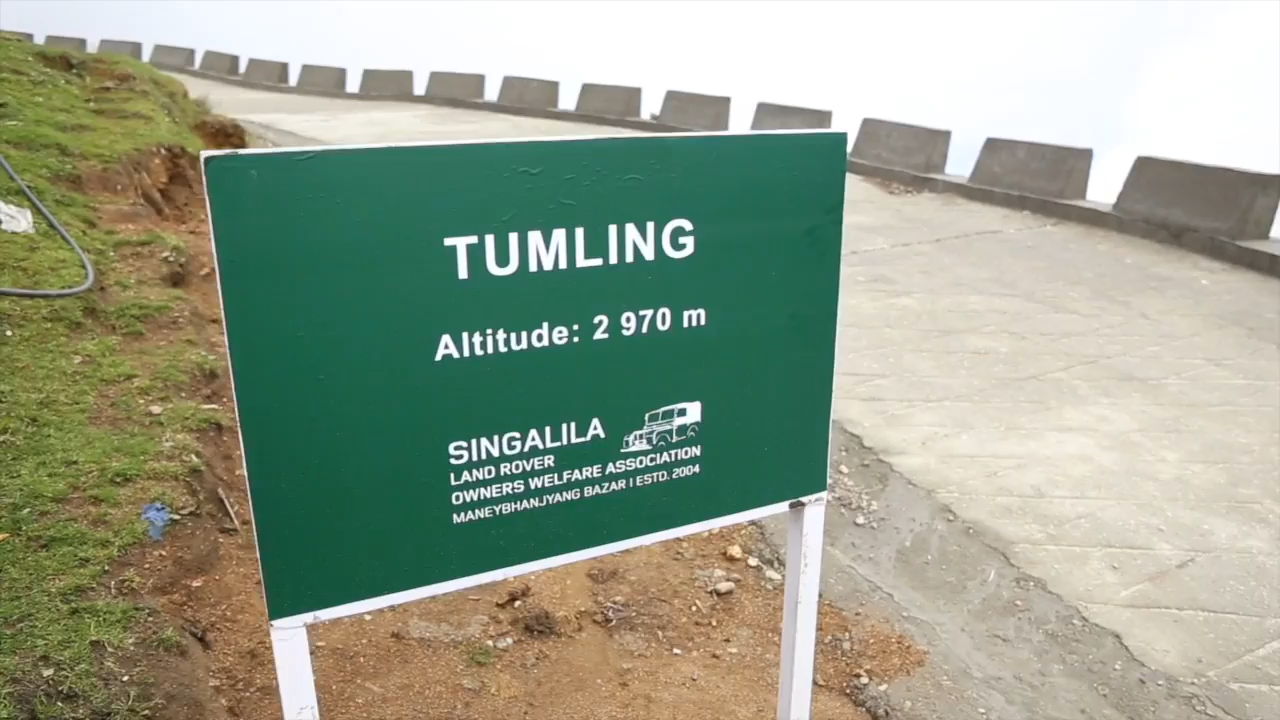 TUMLING
Altitude: 2 970 m
SINGALILA
LAND ROVER
OWNERS WELFARE ASSOCIATION
MANEYBHANJYANG BAZAR I ESTD. 2004